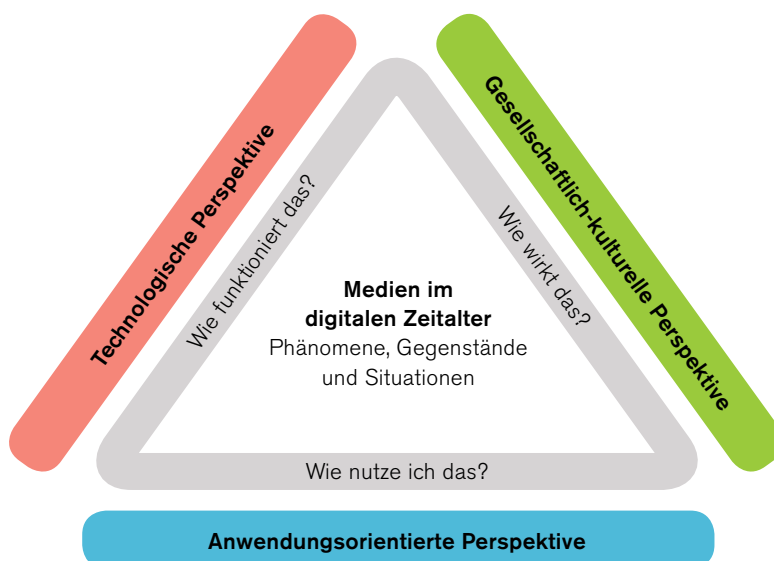 Technologische Perspektive
Wie funktioniert das?
Gesellschaftlich-kulturelle Perspektive
Wie wirkt das?
Medien im
digitalen Zeitalter
Phänomene, Gegenstände
und Situationen
Wie nutze ich das?
Anwendungsorientierte Perspektive